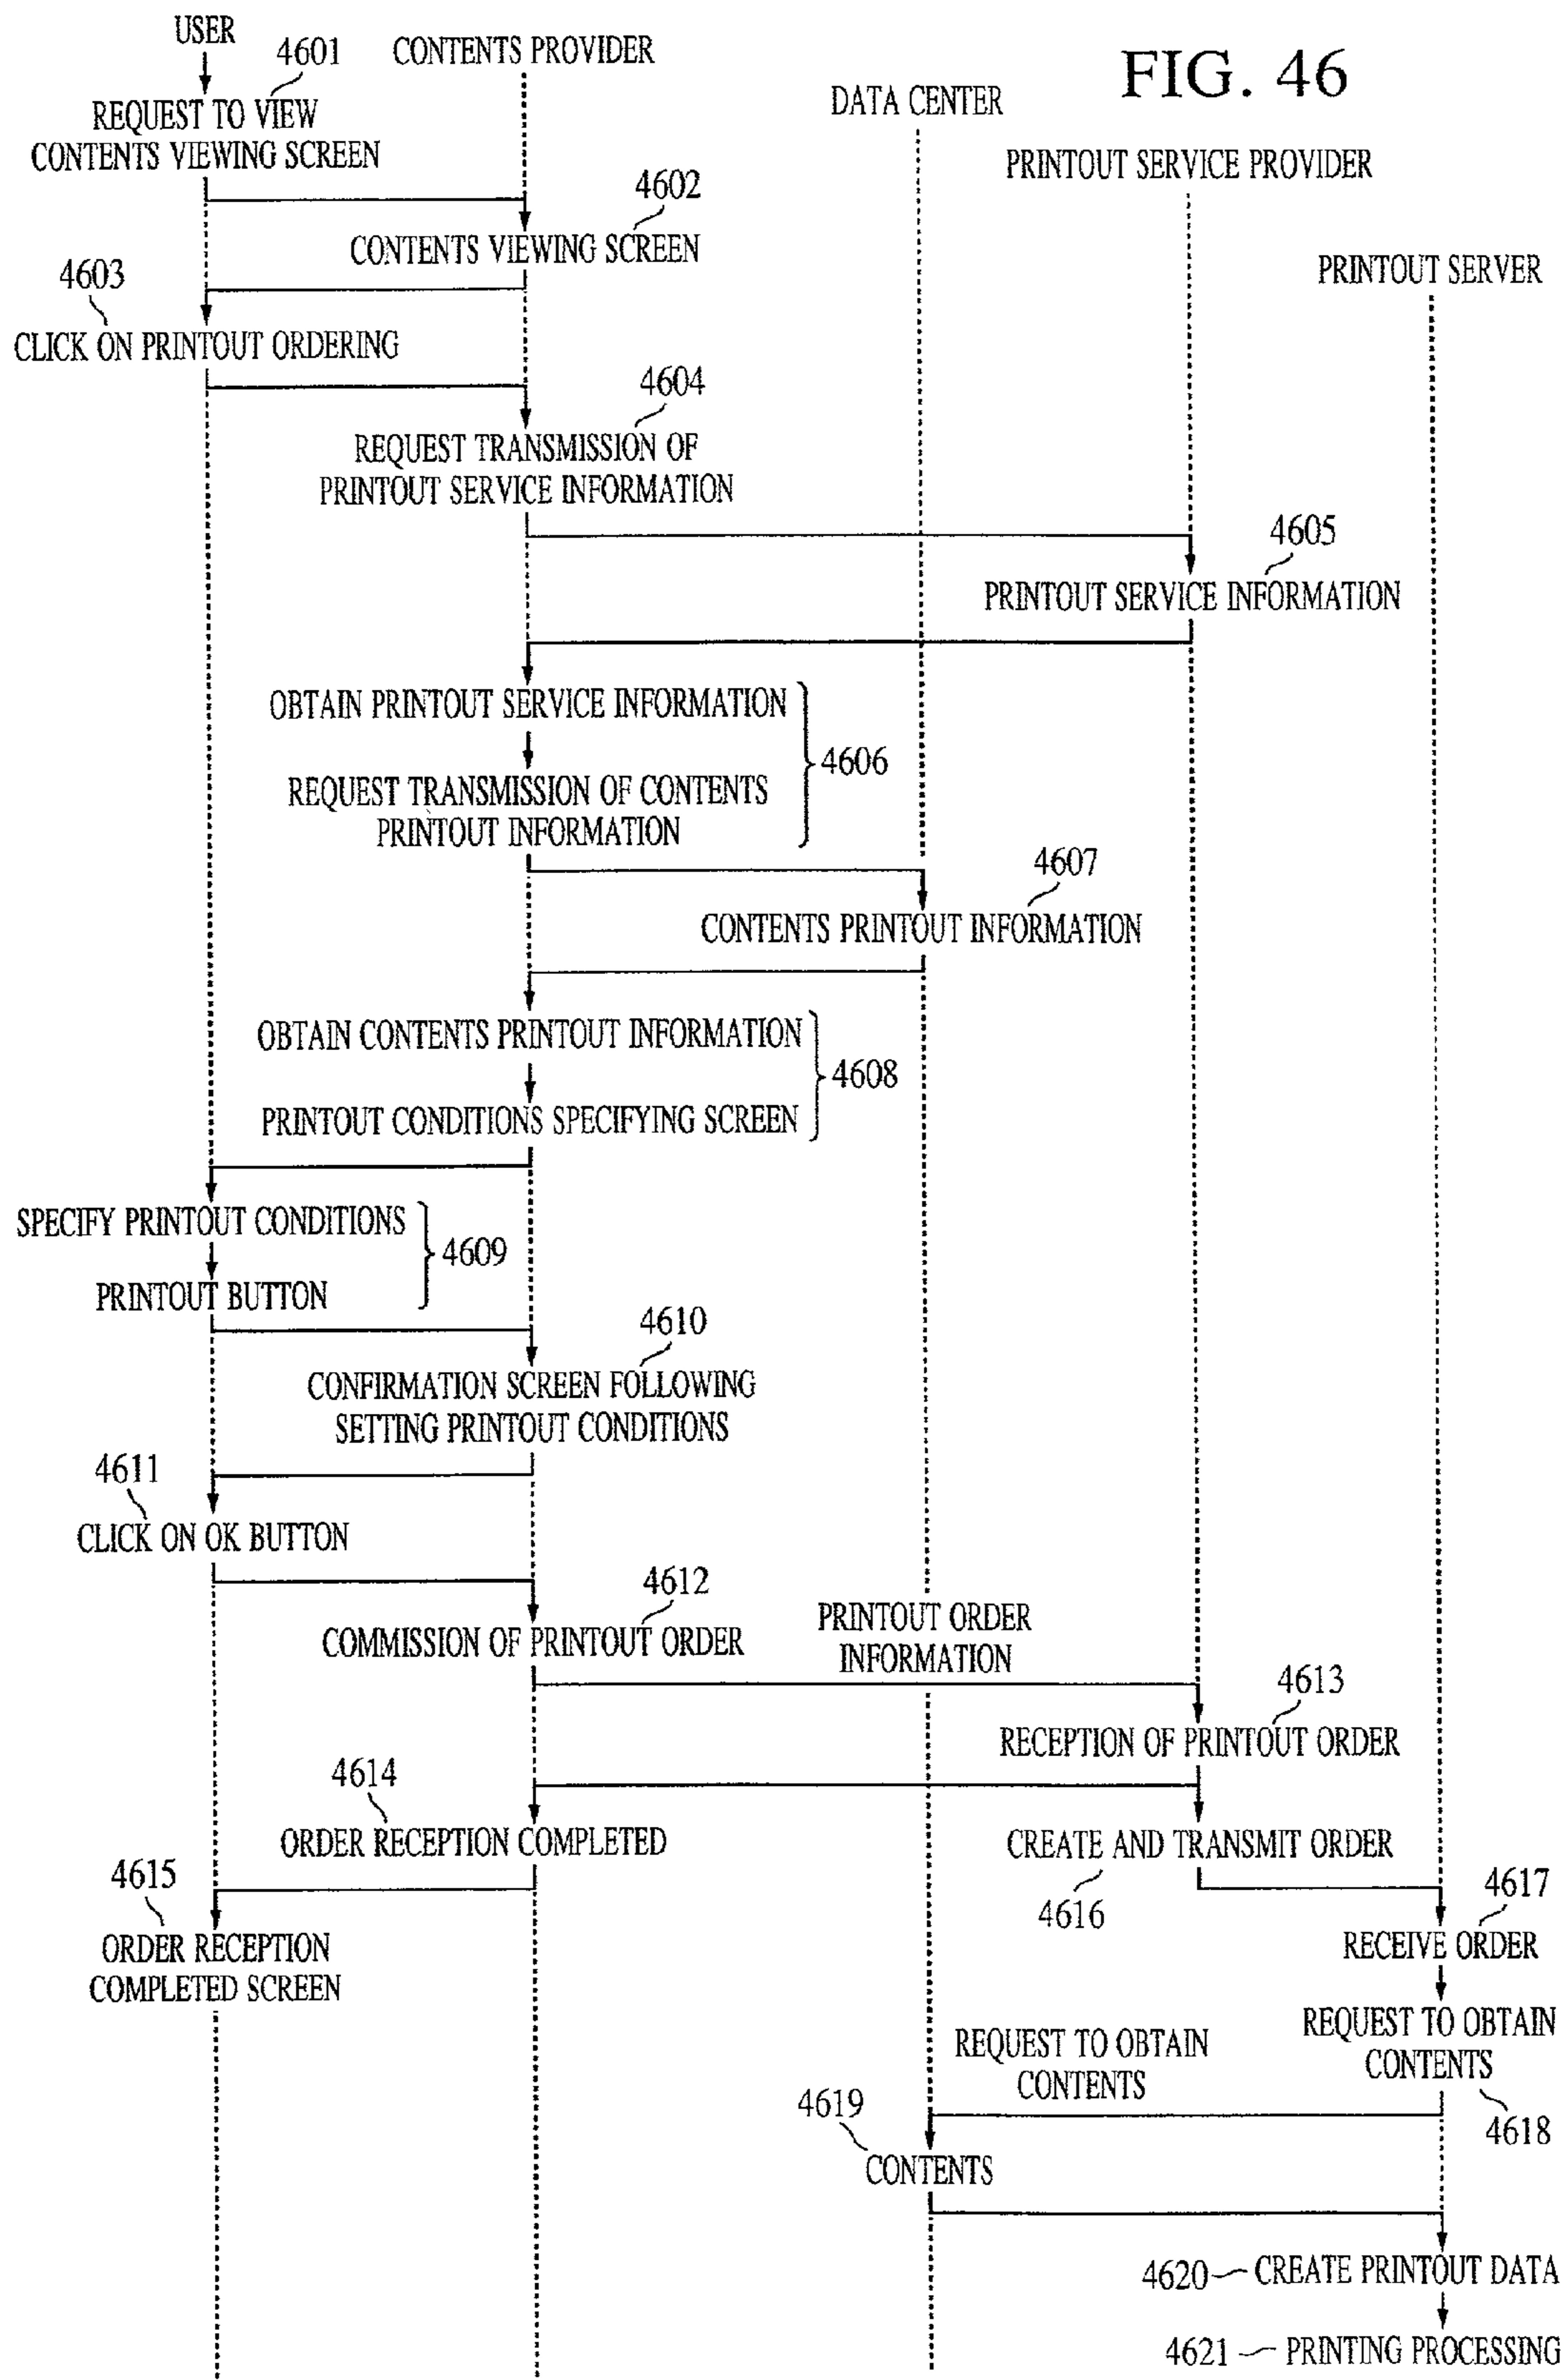 USER
4601
CONTENTS PROVIDER
FIG. 46
DATA CENTER
REQUEST TO VIEW
CONTENTS VIEWING SCREEN
PRINTOUT SERVICE PROVIDER
4602
CONTENTS VIEWING SCREEN
PRINTOUT SERVER
4603
CLICK ON PRINTOUT ORDERING
4604
REQUEST TRANSMISSION OF
PRINTOUT SERVICE INFORMATION
4605
PRINTOUT SERVICE INFORMATION
OBTAIN PRINTOUT SERVICE INFORMATION
4606
REQUEST TRANSMISSION OF CONTENTS
PRINTOUT INFORMATION
4607
CONTENTS PRINTOUT INFORMATION
OBTAIN CONTENTS PRINTOUT INFORMATION
4608
PRINTOUT CONDITIONS SPECIFYING SCREEN
SPECIFY PRINTOUT CONDITIONS
4609
PRINTOUT BUTTON
4610
CONFIRMATION SCREEN FOLLOWING
SETTING PRINTOUT CONDITIONS
4611
CLICK ON OK BUTTON
4612
COMMISSION OF PRINTOUT ORDER
PRINTOUT ORDER
INFORMATION
4613
RECEPTION OF PRINTOUT ORDER
4614
ORDER RECEPTION COMPLETED
CREATE AND TRANSMIT ORDER
4616
4615
ORDER RECEPTION
COMPLETED SCREEN
4617
RECEIVE ORDER
REQUEST TO OBTAIN
CONTENTS
4618
REQUEST TO OBTAIN
CONTENTS
4619
CONTENTS
4620 CREATE PRINTOUT DATA
4621 PRINTING PROCESSING